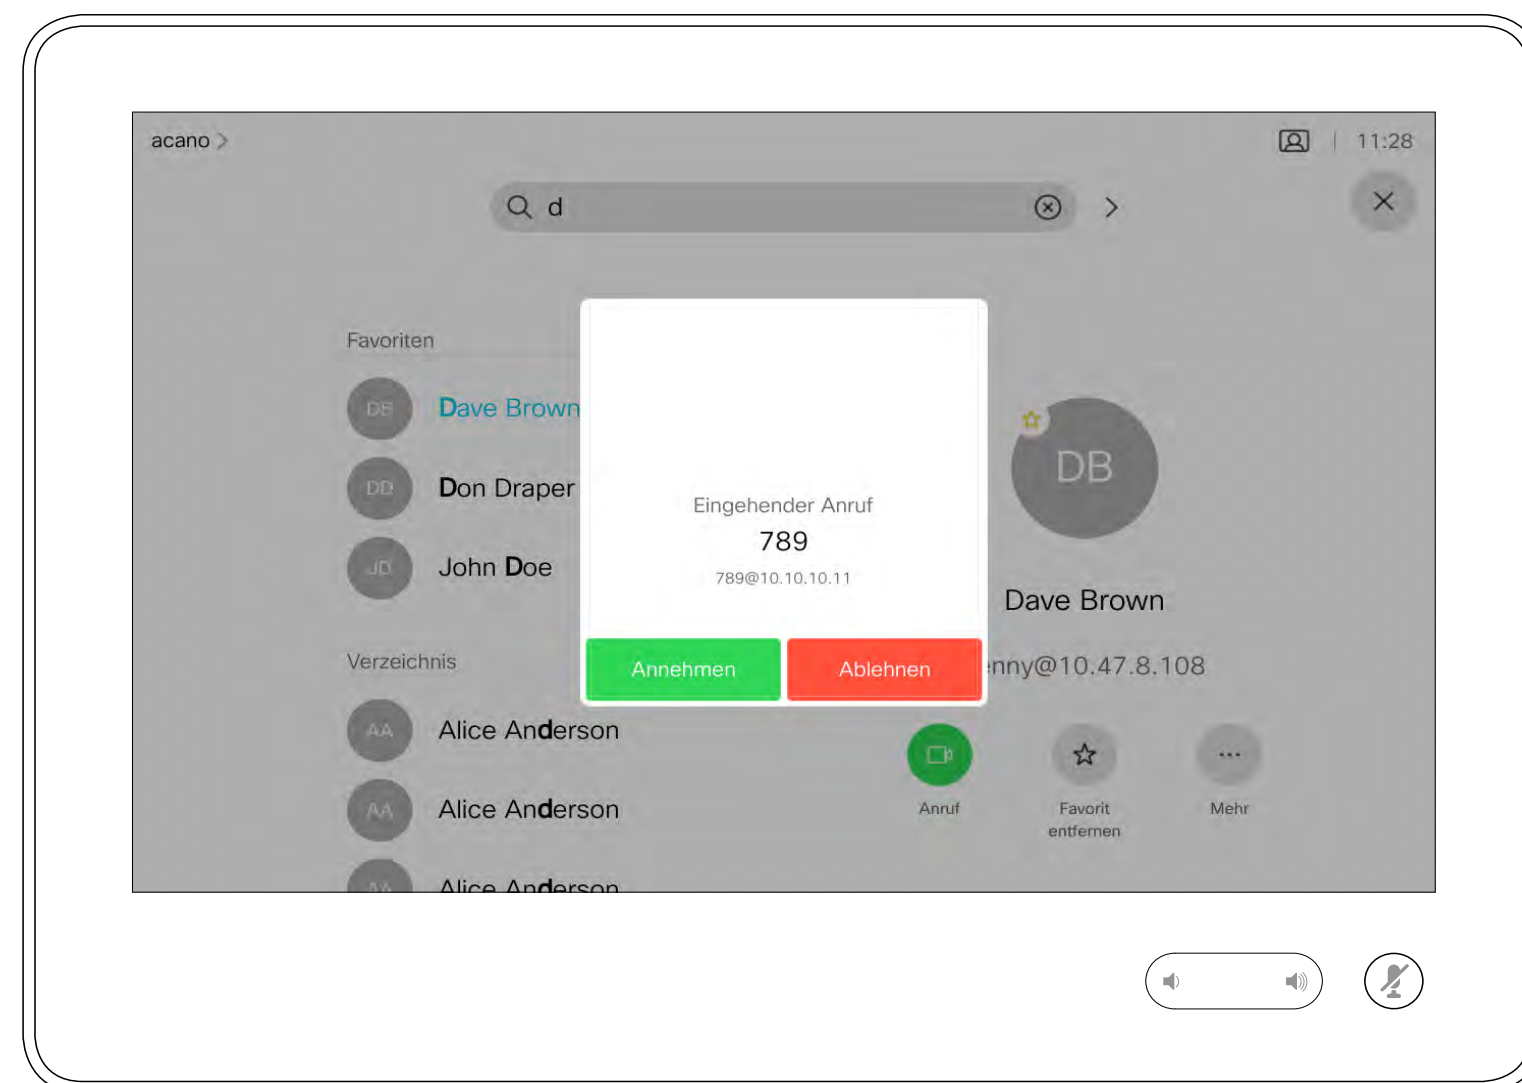 acano
11:28
d
Favoriten
DB
Dave Brown
DD
Don Draper
JD
John Doe
Verzeichnis
AA
Alice Anderson
AA
Alice Anderson
AA
Alice Anderson
Eingehender Anruf
789
789@10.10.10.11
Annehmen
Ablehnen
DB
Dave Brown
enny@10.47.8.108
Anruf
Favorit
entfernen
Mehr